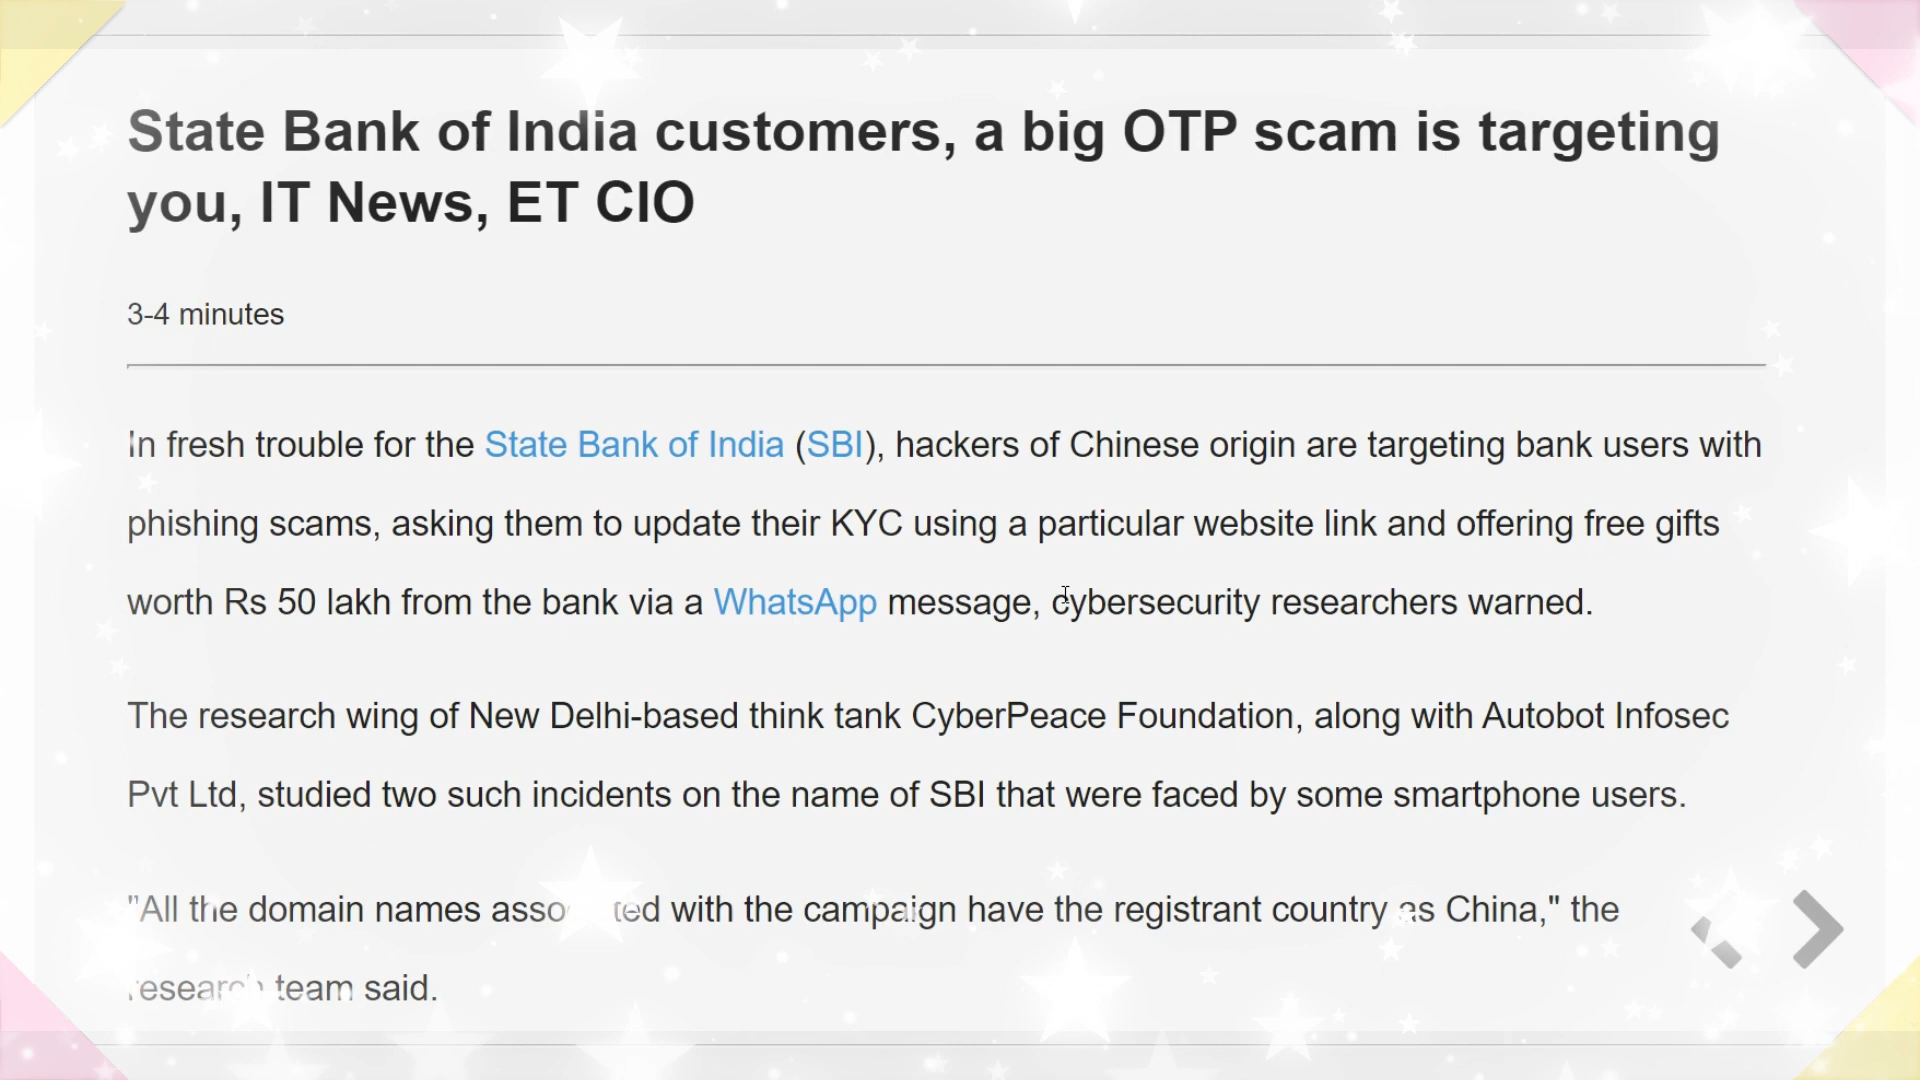 State Bank of India customers, a big OTP scam is targeting
you, IT News, ET CIO
3-4 minutes
In fresh trouble for the State Bank of India (SBI), hackers of Chinese origin are targeting bank users with
phishing scams, asking them to update their KYC using a particular website link and offering free gifts
worth Rs 50 lakh from the bank via a WhatsApp message, cybersecurity researchers warned.
The research wing of New Delhi-based think tank CyberPeace Foundation, along with Autobot Infosec
Pvt Ltd, studied two such incidents on the name of SBI that were faced by some smartphone users.
"All the domain names associated with the campaign have the registrant country as China," the
research team said.